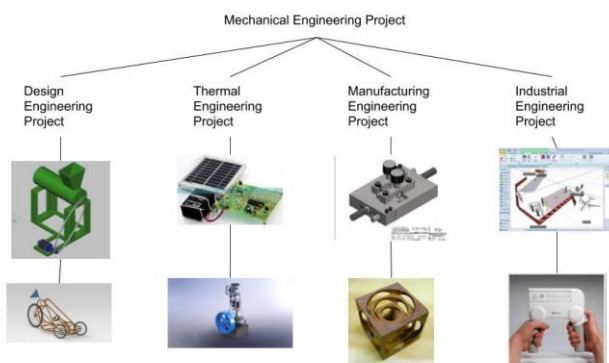 Mechanical Engineering Project
Design
Engineering
Project
Thermal
Engineering
Project
Manufacturing
Engineering
Project
Industrial
Engineering
Project